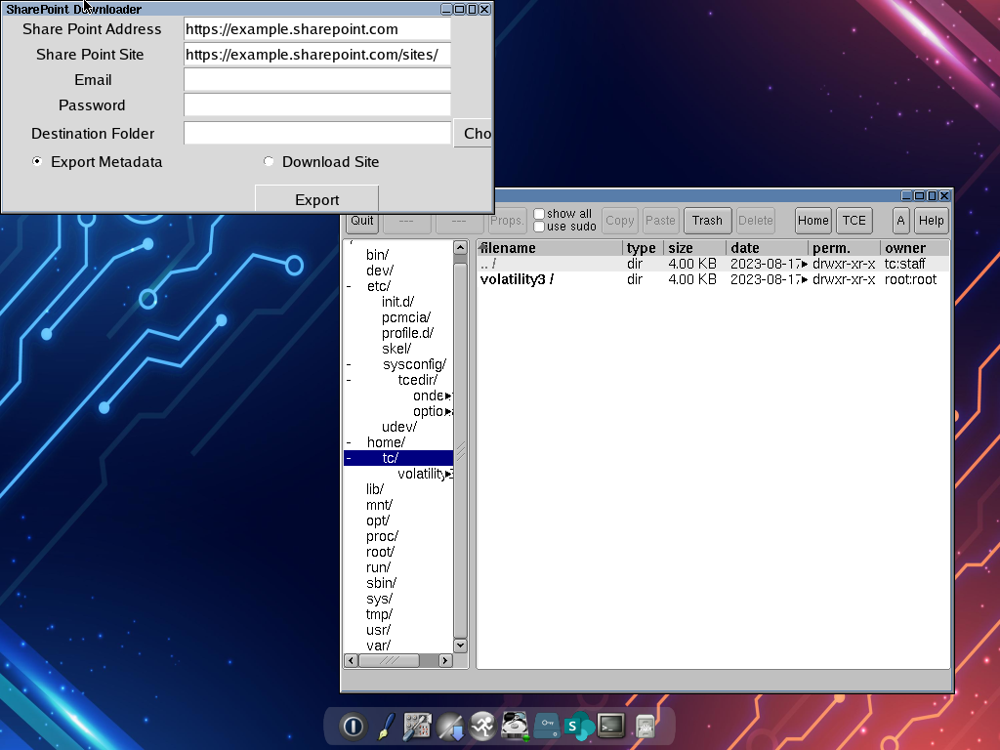 SharePoint Downloader
Share Point Address https://example.sharepoint.com
Share Point Site https://example.sharepoint.com/sites/
Email
Password
Destination Folder Cho
Export Metadata Download Site
Export
Quit --- --- Props. show all use sudo Copy Paste Trash Delete Home TCE A Help
/
bin/
dev/
- etc/
init.d/
pcmcia/
profile.d/
skel/
- sysconfig/
- tcedir/
onde
optio
udev/
- home/
- tc/
volatility3
lib/
mnt/
opt/
proc/
root/
run/
sbin/
sys/
tmp/
usr/
var/
filename type size date perm. owner
.. / dir 4.00 KB 2023-08-17 drwxr-xr-x tc:staff
volatility3 / dir 4.00 KB 2023-08-17 drwxr-xr-x root:root
S